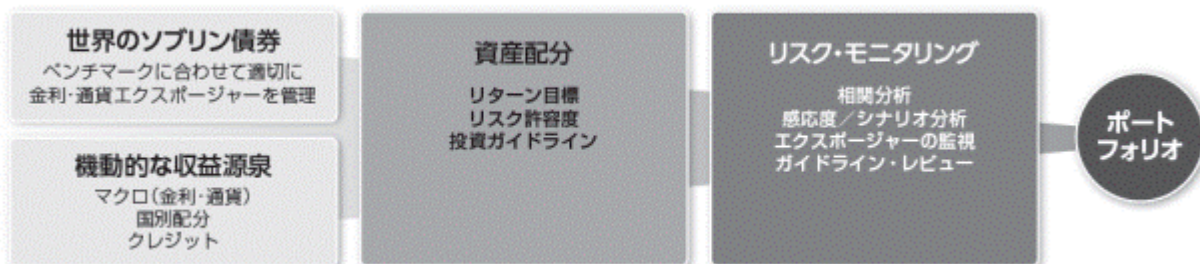 世界のソブリン債券
ベンチマークに合わせて適切に
金利・通貨エクスポージャーを管理
機動的な収益源泉
マクロ(金利・通貨)
国別配分
クレジット
資産配分
リターン目標
リスク許容度
投資ガイドライン
リスク・モニタリング
相関分析
感応度／シナリオ分析
エクスポージャーの監視
ガイドライン・レビュー
ポート
フォリオ